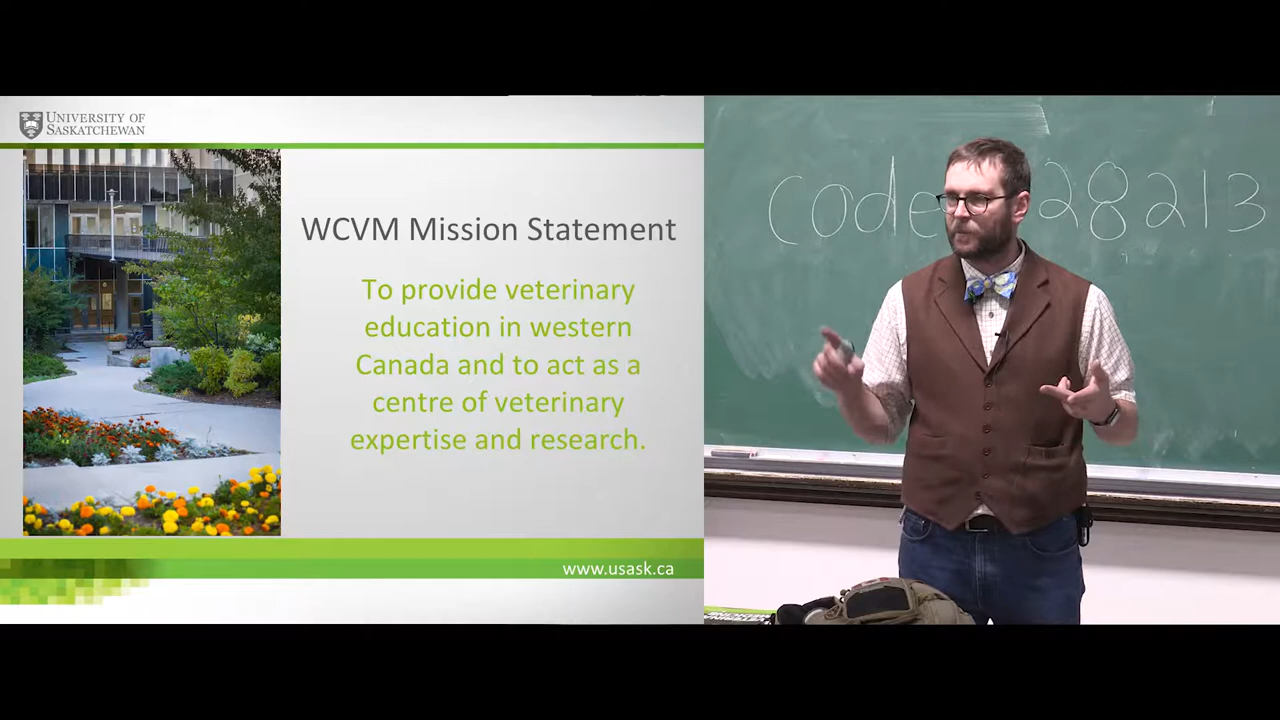 UNIVERSITY OF
SASKATCHEWAN
WCVM Mission Statement
To provide veterinary
education in western
Canada and to act as a
centre of veterinary
expertise and research.
www.usask.ca
Code 28213